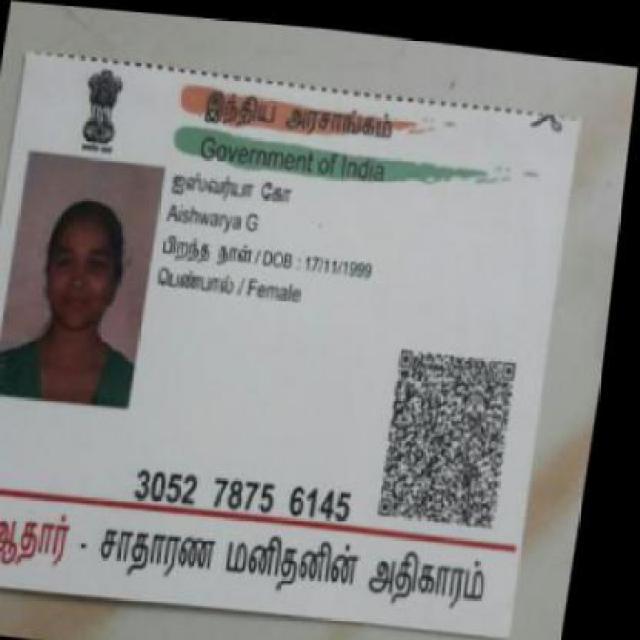 இந்திய அரசாங்கம்
Government of India
ஐஸ்வர்யா கோ
Aishwarya G
பிறந்த நாள் / DOB : 17/11/1999
பெண்பால் / Female
3052 7875 6145
ஆதார் - சாதாரண மனிதனின் அதிகாரம்